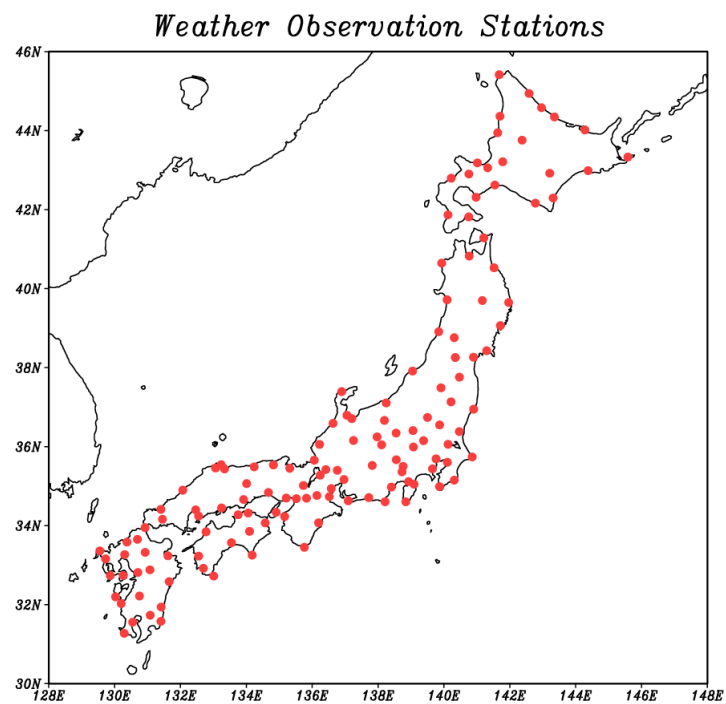 Weather Observation Stations
46N
44N
42N
40N
38N
36N
34N
32N
30N
128E 130E 132E 134E 136E 138E 140E 142E 144E 146E 148E